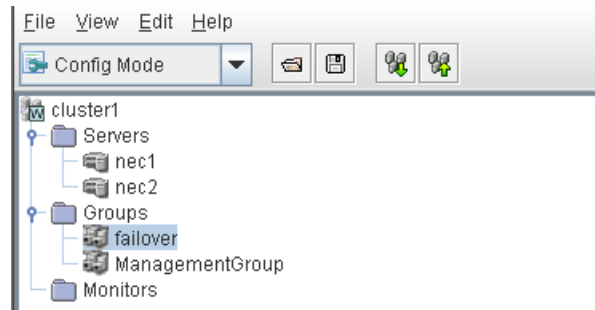 File View Edit Help
Config Mode
cluster1
Servers
nec1
nec2
Groups
failover
ManagementGroup
Monitors